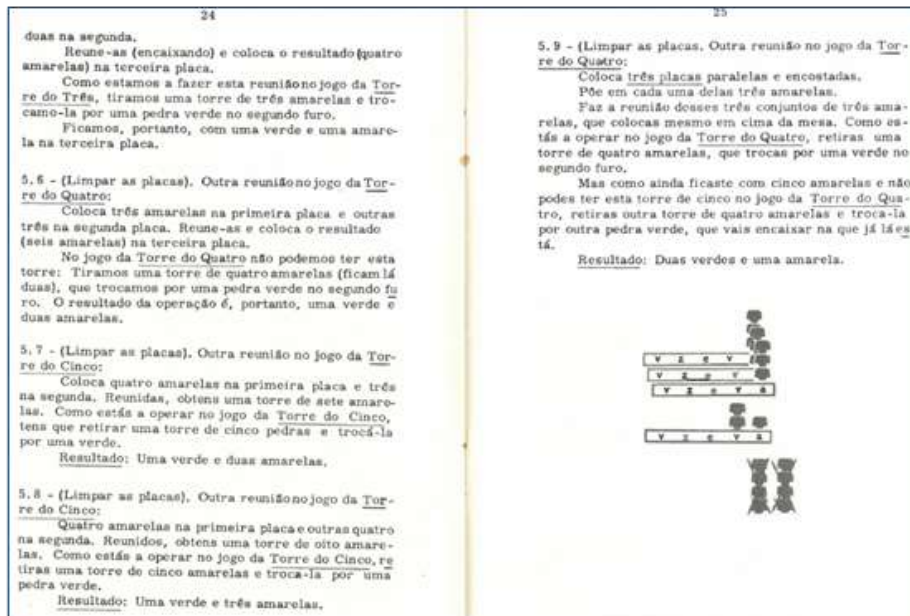 24
duas na segunda.
Reune-as (encaixando) e coloca o resultado (quatro
amarelas) na terceira placa.
Como estamos a fazer esta reunião no jogo da Tor-
re do Três, tiramos uma torre de três amarelas e tro-
camo-la por uma pedra verde no segundo furo.
Ficamos, portanto, com uma verde e uma amare-
la na terceira placa.
5.6 - (Limpar as placas). Outra reunião no jogo da Tor-
re do Quatro:
Coloca três amarelas na primeira placa e outras
três na segunda placa. Reune-as e coloca o resultado
(seis amarelas) na terceira placa.
No jogo da Torre do Quatro não podemos ter esta
torre: Tiramos uma torre de quatro amarelas (ficam lá
duas), que trocamos por uma pedra verde no segundo fu
ro. O resultado da operação é, portanto, uma verde e
duas amarelas.
5.7 - (Limpar as placas). Outra reunião no jogo da Tor-
re do Cinco:
Coloca quatro amarelas na primeira placa e três
na segunda. Reunidas, obtens uma torre de sete amare-
las. Como estás a operar no jogo da Torre do Cinco,
tens que retirar uma torre de cinco pedras e trocá-la
por uma verde.
Resultado: Uma verde e duas amarelas.
5.8 - (Limpar as placas). Outra reunião no jogo da Tor-
re do Cinco:
Quatro amarelas na primeira placa e outras quatro
na segunda. Reunidos, obtens uma torre de oito amare-
las. Como estás a operar no jogo da Torre do Cinco, re
tiras uma torre de cinco amarelas e troca-la por uma
pedra verde.
Resultado: Uma verde e três amarelas.
25
5.9 - (Limpar as placas. Outra reunião no jogo da Tor-
re do Quatro:
Coloca três placas paralelas e encostadas.
Põe em cada uma delas três amarelas.
Faz a reunião desses três conjuntos de três ama-
relas, que colocas mesmo em cima da mesa. Como es-
tás a operar no jogo da Torre do Quatro, retiras uma
torre de quatro amarelas, que trocas por uma verde no
segundo furo.
Mas como ainda ficaste com cinco amarelas e não
podes ter esta torre de cinco no jogo da Torre do Qua-
tro, retiras outra torre de quatro amarelas e troca-la
por outra pedra verde, que vais encaixar na que já lá es
tá.
Resultado: Duas verdes e uma amarela.
v z e v
v z e v
v z e v a
v z e v a